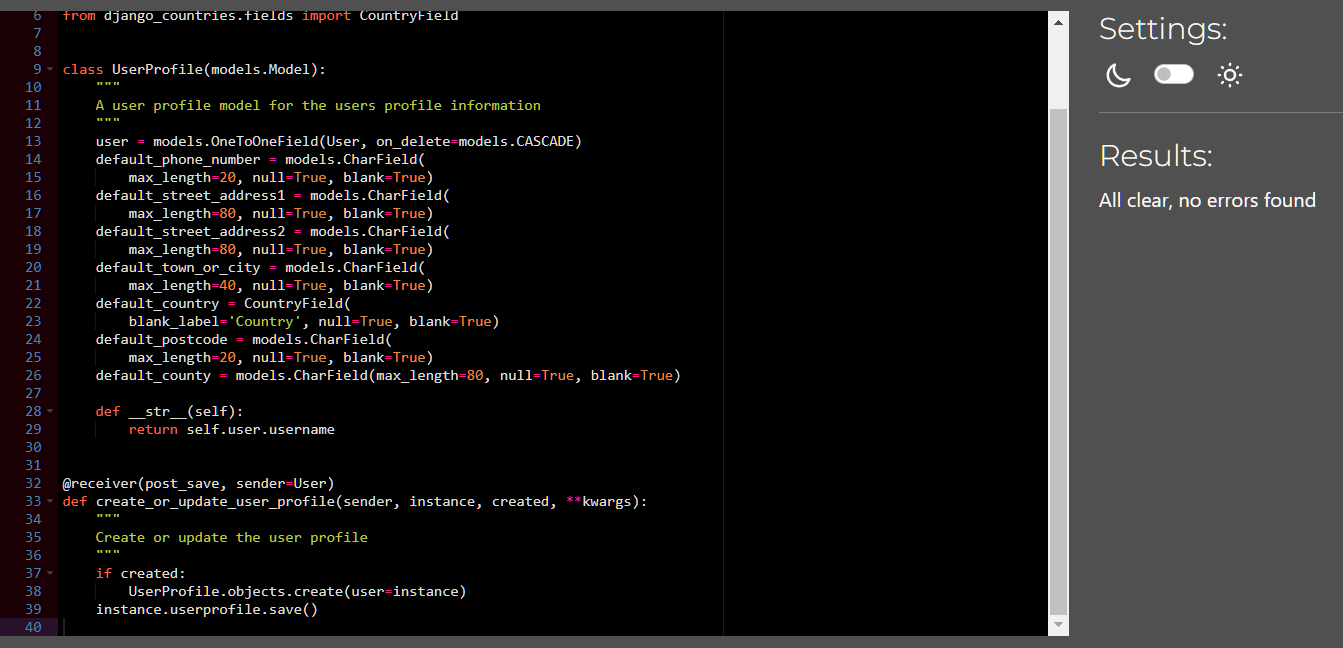 6 from django_countries.fields import CountryField
7
8
9 class UserProfile(models.Model):
10     """
11     A user profile model for the users profile information
12     """
13     user = models.OneToOneField(User, on_delete=models.CASCADE)
14     default_phone_number = models.CharField(
15         max_length=20, null=True, blank=True)
16     default_street_address1 = models.CharField(
17         max_length=80, null=True, blank=True)
18     default_street_address2 = models.CharField(
19         max_length=80, null=True, blank=True)
20     default_town_or_city = models.CharField(
21         max_length=40, null=True, blank=True)
22     default_country = CountryField(
23         blank_label='Country', null=True, blank=True)
24     default_postcode = models.CharField(
25         max_length=20, null=True, blank=True)
26     default_county = models.CharField(max_length=80, null=True, blank=True)
27
28     def __str__(self):
29         return self.user.username
30
31
32 @receiver(post_save, sender=User)
33 def create_or_update_user_profile(sender, instance, created, **kwargs):
34     """
35     Create or update the user profile
36     """
37     if created:
38         UserProfile.objects.create(user=instance)
39     instance.userprofile.save()
40
Settings:
Results:
All clear, no errors found